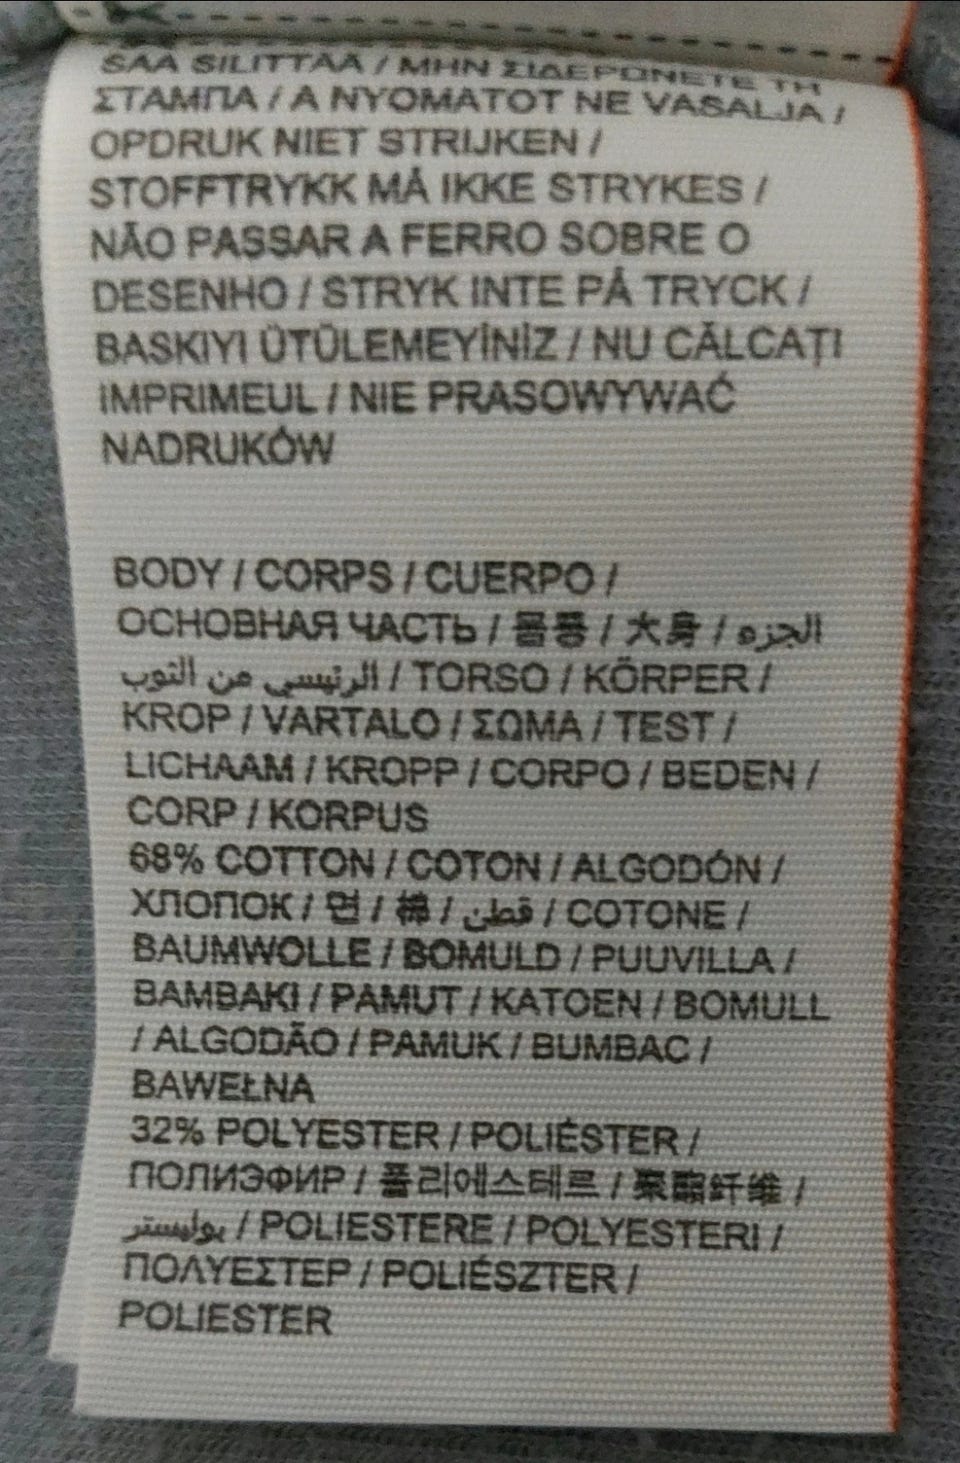 SAA SILITTÄÄ / ΜΗΝ ΣΙΔΕΡΩΝΕΤΕ ΤΗ
ΣΤΑΜΠΑ / A NYOMATOT NE VASALJA /
OPDRUK NIET STRIJKEN /
STOFFTRYKK MÅ IKKE STRYKES /
NÃO PASSAR A FERRO SOBRE O
DESENHO / STRYK INTE PÅ TRYCK /
BASKIYI ÜTÜLEMEYİNİZ / NU CĂLCAȚI
IMPRIMEUL / NIE PRASOWYWAĆ
NADRUKÓW
BODY / CORPS / CUERPO /
ОСНОВНАЯ ЧАСТЬ / 몸통 / 大身 / الجزء
الرئيسي من الثوب / TORSO / KÖRPER /
KROP / VARTALO / ΣΩΜΑ / TEST /
LICHAAM / KROPP / CORPO / BEDEN /
CORP / KORPUS
68% COTTON / COTON / ALGODÓN /
ХЛОПОК / 면 / 棉 / قطن / COTONE /
BAUMWOLLE / BOMULD / PUUVILLA /
ΒΑΜΒΑΚΙ / PAMUT / KATOEN / BOMULL
/ ALGODÃO / PAMUK / BUMBAC /
BAWEŁNA
32% POLYESTER / POLIÉSTER /
ПОЛИЭФИР / 폴리에스테르 / 聚酯纤维 /
بوليستر / POLIESTERE / POLYESTERI /
ΠΟΛΥΕΣΤΕΡ / POLIÉSZTER /
POLIESTER